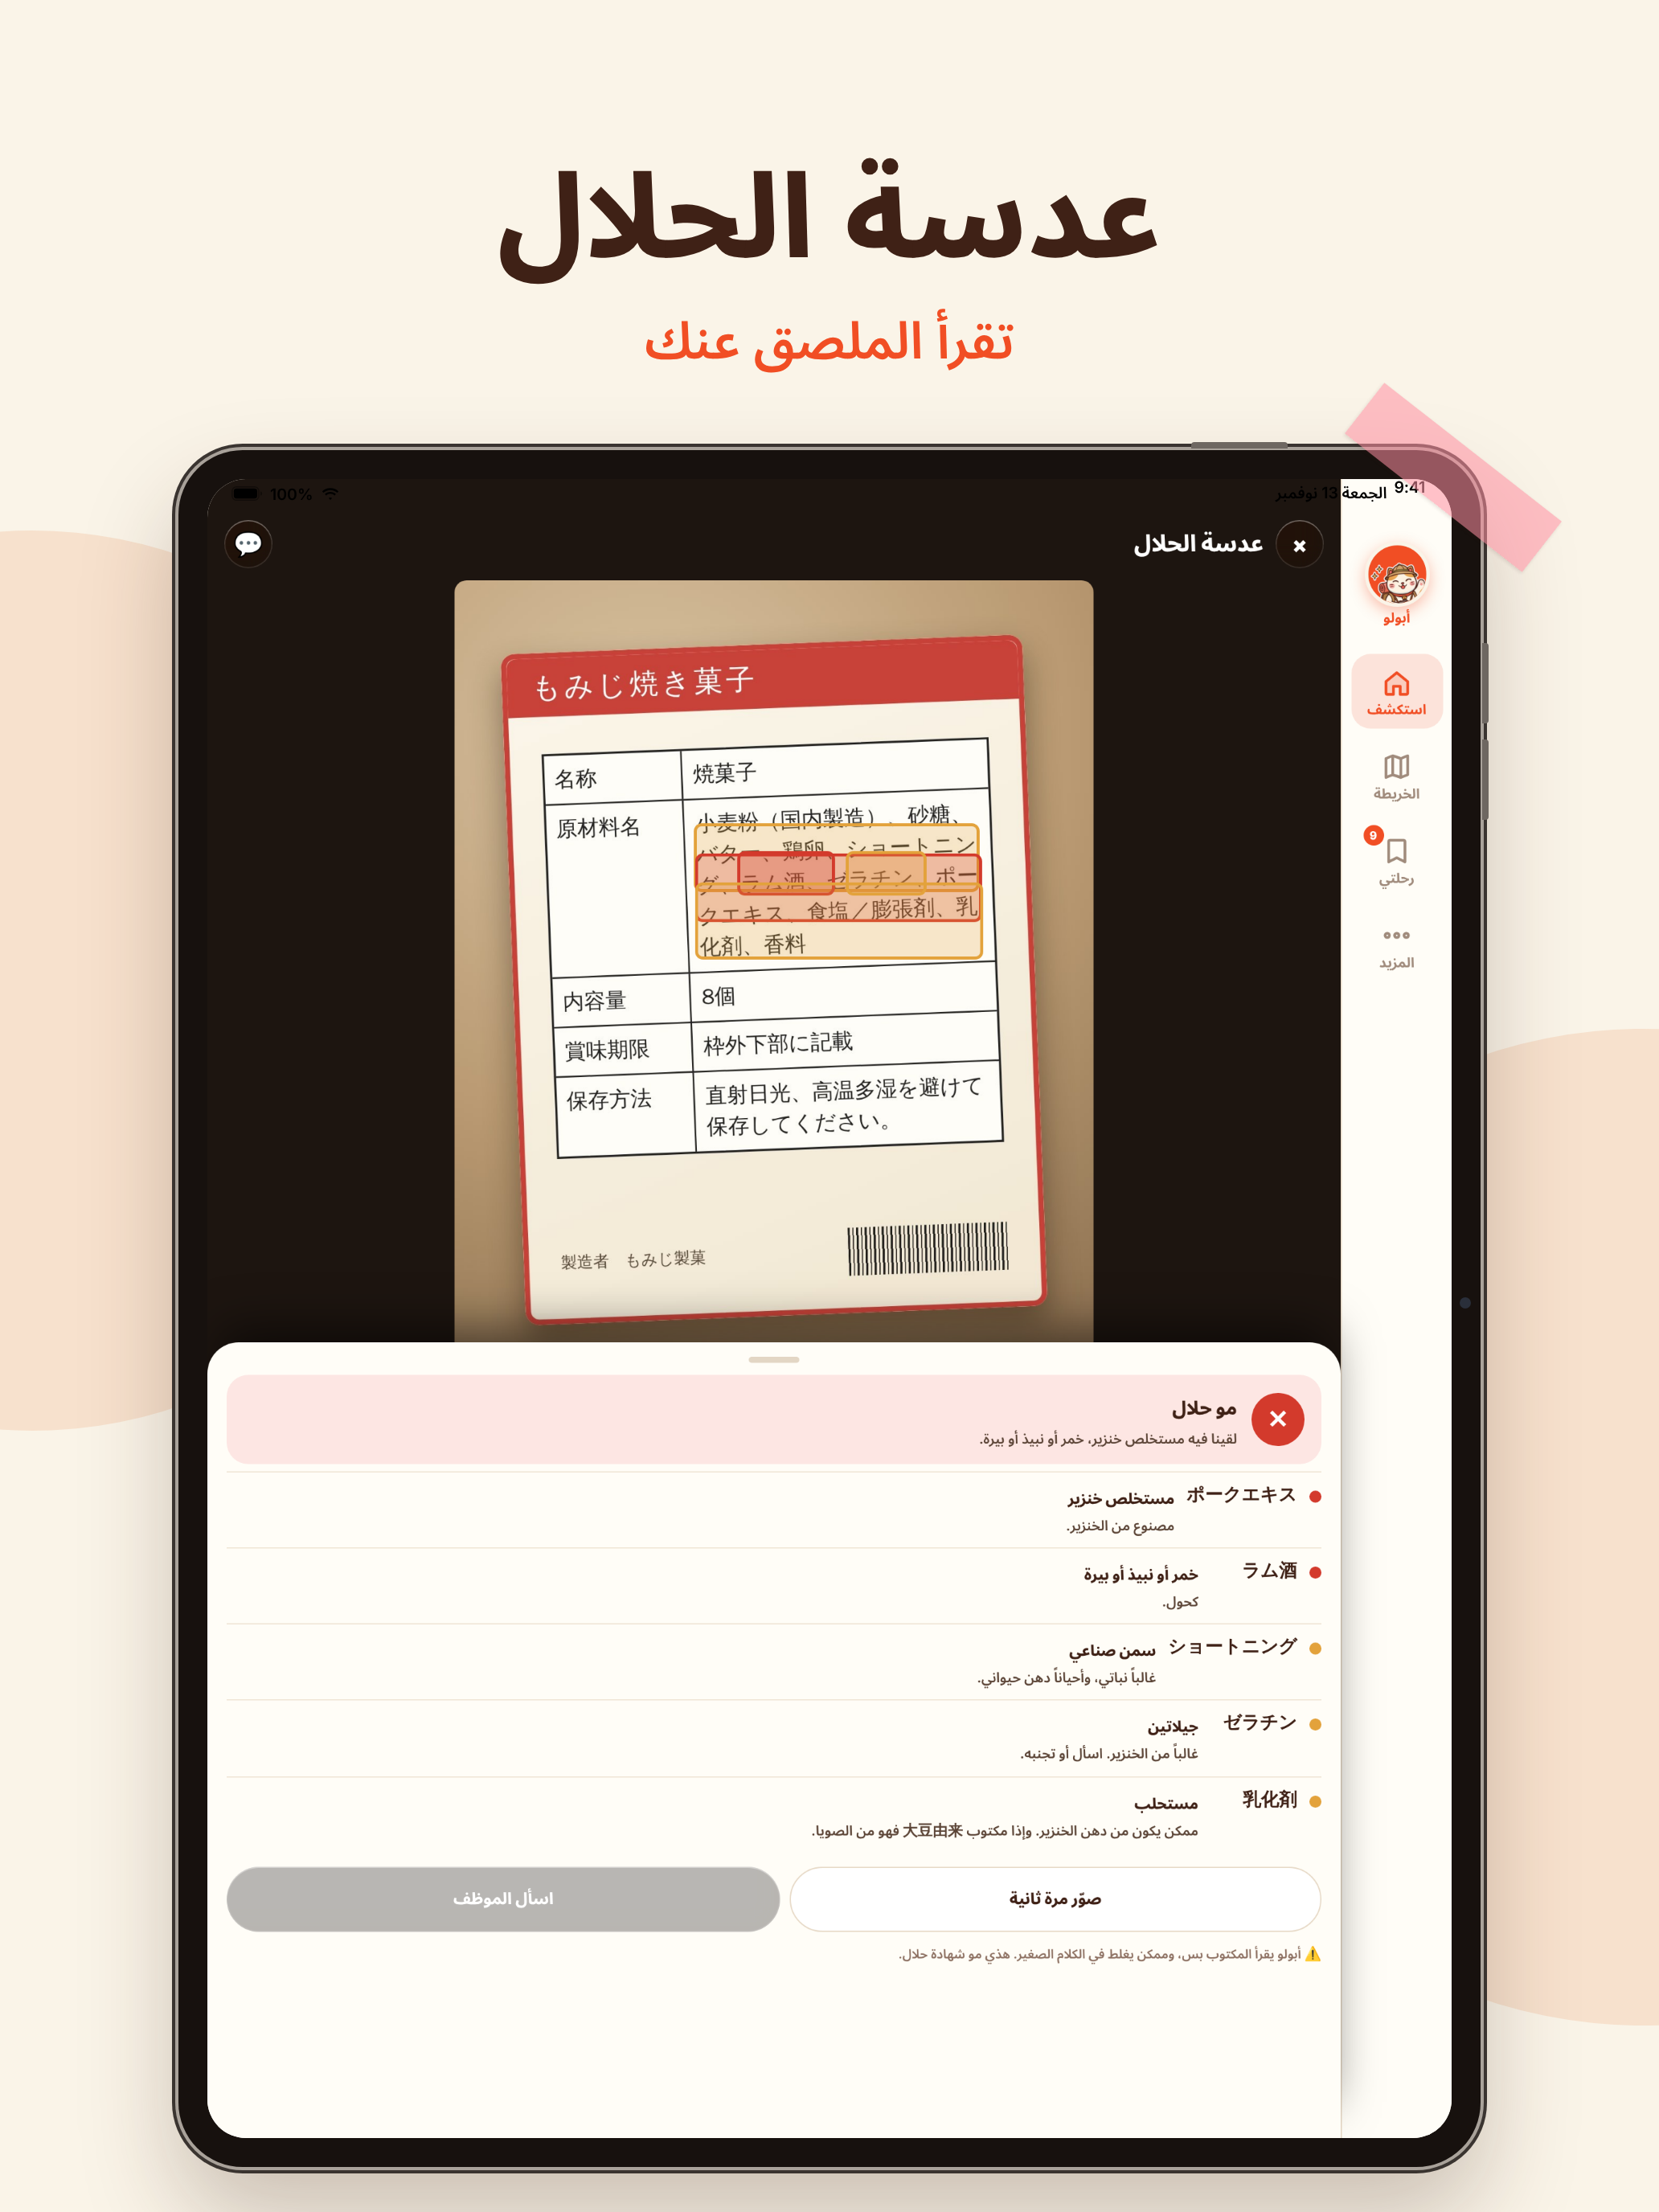 عدسة الحلال
تقرأ الملصق عنك
9:41 الجمعة 13 نوفمبر
100%
عدسة الحلال
أبولو
استكشف
الخريطة
9
رحلتي
المزيد
もみじ焼き菓子
名称 焼菓子
原材料名 小麦粉（国内製造）、砂糖、
バター、鶏卵、ショートニン
グ、ラム酒、ゼラチン、ポー
クエキス、食塩／膨張剤、乳
化剤、香料
内容量 8個
賞味期限 枠外下部に記載
保存方法 直射日光、高温多湿を避けて
保存してください。
製造者 もみじ製菓
مو حلال
لقينا فيه مستخلص خنزير، خمر أو نبيذ أو بيرة.
ポークエキス مستخلص خنزير
مصنوع من الخنزير.
ラム酒 خمر أو نبيذ أو بيرة
كحول.
ショートニング سمن صناعي
غالباً نباتي، وأحياناً دهن حيواني.
ゼラチン جيلاتين
غالباً من الخنزير. اسأل أو تجنبه.
乳化剤 مستحلب
ممكن يكون من دهن الخنزير. وإذا مكتوب 大豆由来 فهو من الصويا.
صوّر مرة ثانية
اسأل الموظف
⚠️ أبولو يقرأ المكتوب بس، وممكن يغلط في الكلام الصغير. هذي مو شهادة حلال.